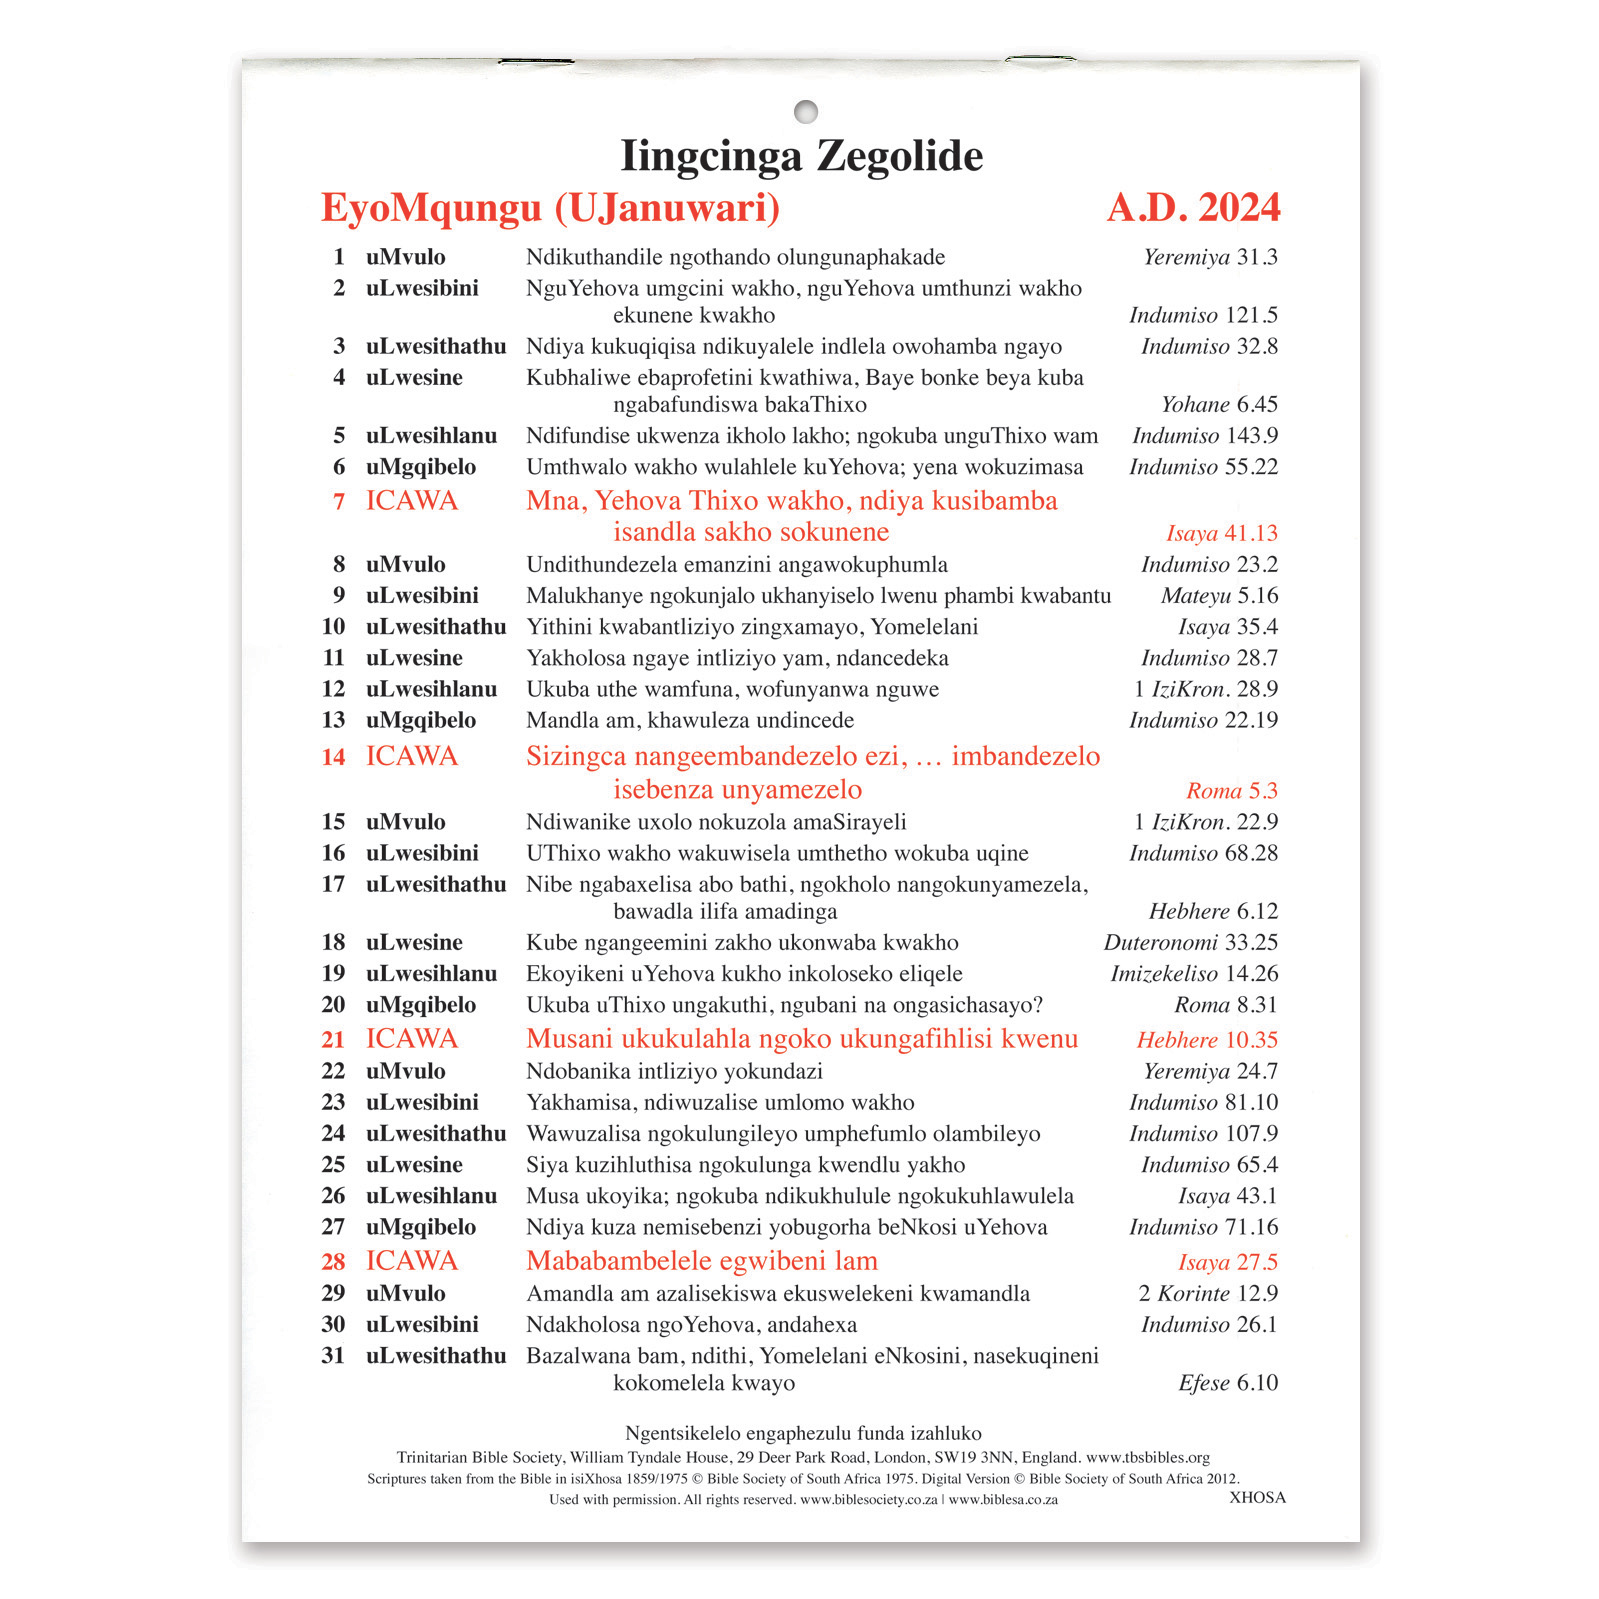 Iingcinga Zegolide
EyoMqungu (UJanuwari) A.D. 2024
1 uMvulo Ndikuthandile ngothando olungunaphakade Yeremiya 31.3
2 uLwesibini NguYehova umgcini wakho, nguYehova umthunzi wakho
ekunene kwakho Indumiso 121.5
3 uLwesithathu Ndiya kukuqiqisa ndikuyalele indlela owohamba ngayo Indumiso 32.8
4 uLwesine Kubhaliwe ebaprofetini kwathiwa, Baye bonke beya kuba
ngabafundiswa bakaThixo Yohane 6.45
5 uLwesihlanu Ndifundise ukwenza ikholo lakho; ngokuba unguThixo wam Indumiso 143.9
6 uMgqibelo Umthwalo wakho wulahlele kuYehova; yena wokuzimasa Indumiso 55.22
7 ICAWA Mna, Yehova Thixo wakho, ndiya kusibamba
isandla sakho sokunene Isaya 41.13
8 uMvulo Undithundezela emanzini angawokuphumla Indumiso 23.2
9 uLwesibini Malukhanye ngokunjalo ukhanyiselo lwenu phambi kwabantu Mateyu 5.16
10 uLwesithathu Yithini kwabantliziyo zingxamayo, Yomelelani Isaya 35.4
11 uLwesine Yakholosa ngaye intliziyo yam, ndancedeka Indumiso 28.7
12 uLwesihlanu Ukuba uthe wamfuna, wofunyanwa nguwe 1 IziKron. 28.9
13 uMgqibelo Mandla am, khawuleza undincede Indumiso 22.19
14 ICAWA Sizingca nangeembandezelo ezi, … imbandezelo
isebenza unyamezelo Roma 5.3
15 uMvulo Ndiwanike uxolo nokuzola amaSirayeli 1 IziKron. 22.9
16 uLwesibini UThixo wakho wakuwisela umthetho wokuba uqine Indumiso 68.28
17 uLwesithathu Nibe ngabaxelisa abo bathi, ngokholo nangokunyamezela,
bawadla ilifa amadinga Hebhere 6.12
18 uLwesine Kube ngangeemini zakho ukonwaba kwakho Duteronomi 33.25
19 uLwesihlanu Ekoyikeni uYehova kukho inkoloseko eliqele Imizekeliso 14.26
20 uMgqibelo Ukuba uThixo ungakuthi, ngubani na ongasichasayo? Roma 8.31
21 ICAWA Musani ukukulahla ngoko ukungafihlisi kwenu Hebhere 10.35
22 uMvulo Ndobanika intliziyo yokundazi Yeremiya 24.7
23 uLwesibini Yakhamisa, ndiwuzalise umlomo wakho Indumiso 81.10
24 uLwesithathu Wawuzalisa ngokulungileyo umphefumlo olambileyo Indumiso 107.9
25 uLwesine Siya kuzihluthisa ngokulunga kwendlu yakho Indumiso 65.4
26 uLwesihlanu Musa ukoyika; ngokuba ndikukhulule ngokukuhlawulela Isaya 43.1
27 uMgqibelo Ndiya kuza nemisebenzi yobugorha beNkosi uYehova Indumiso 71.16
28 ICAWA Mababambelele egwibeni lam Isaya 27.5
29 uMvulo Amandla am azalisekiswa ekuswelekeni kwamandla 2 Korinte 12.9
30 uLwesibini Ndakholosa ngoYehova, andahexa Indumiso 26.1
31 uLwesithathu Bazalwana bam, ndithi, Yomelelani eNkosini, nasekuqineni
kokomelela kwayo Efese 6.10
Ngentsikelelo engaphezulu funda izahluko
Trinitarian Bible Society, William Tyndale House, 29 Deer Park Road, London, SW19 3NN, England. www.tbsbibles.org
Scriptures taken from the Bible in isiXhosa 1859/1975 © Bible Society of South Africa 1975. Digital Version © Bible Society of South Africa 2012.
Used with permission. All rights reserved. www.biblesociety.co.za | www.biblesa.co.za XHOSA